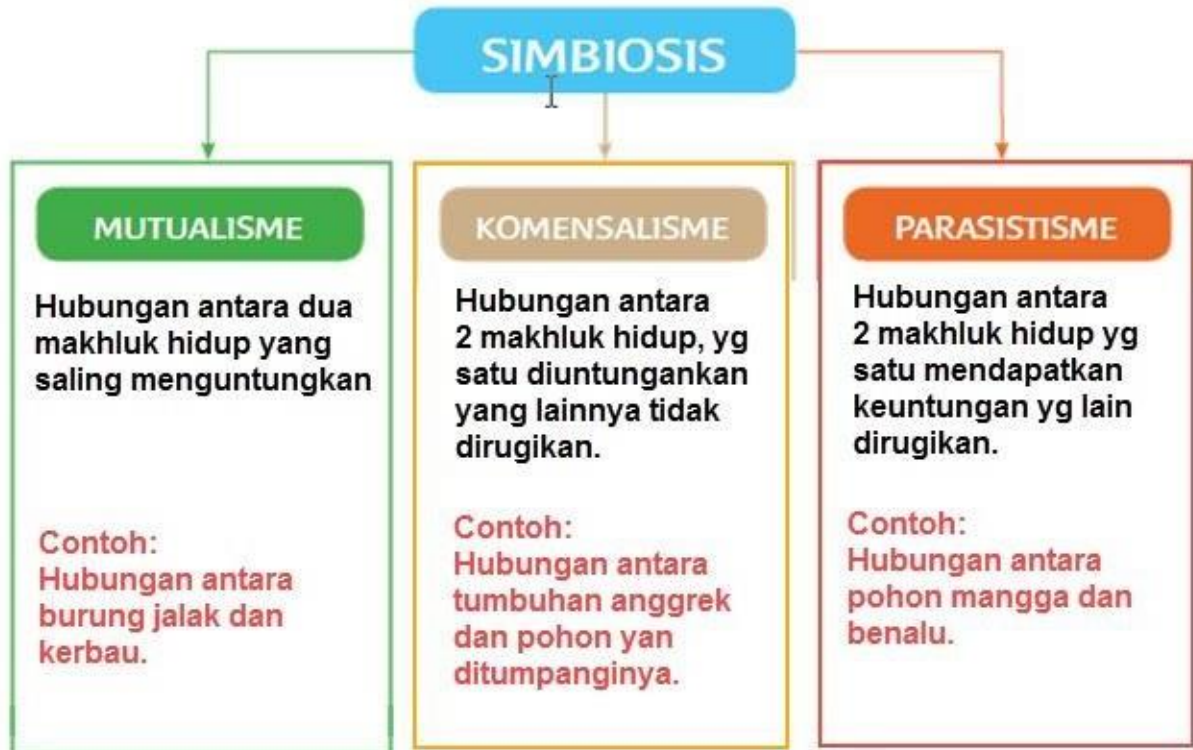 SIMBIOSIS
MUTUALISME
Hubungan antara dua
makhluk hidup yang
saling menguntungkan
Contoh:
Hubungan antara
burung jalak dan
kerbau.
KOMENSALISME
Hubungan antara
2 makhluk hidup, yg
satu diuntungankan
yang lainnya tidak
dirugikan.
Contoh:
Hubungan antara
tumbuhan anggrek
dan pohon yan
ditumpanginya.
PARASISTISME
Hubungan antara
2 makhluk hidup yg
satu mendapatkan
keuntungan yg lain
dirugikan.
Contoh:
Hubungan antara
pohon mangga dan
benalu.